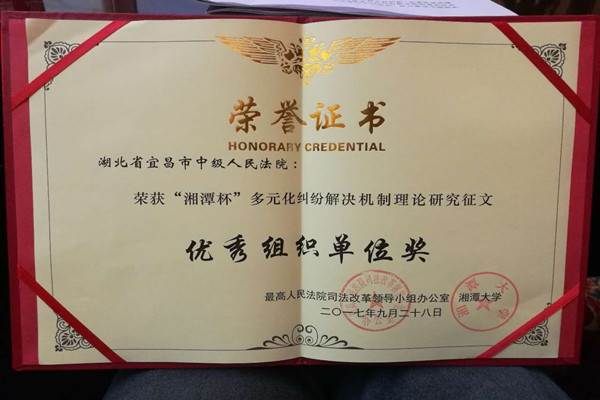 荣誉证书
HONORARY CREDENTIAL
湖北省宜昌市中级人民法院：
荣获“湘潭杯”多元化纠纷解决机制理论研究征文
优秀组织单位奖
最高人民法院司法改革领导小组办公室 湘潭大学
二〇一七年九月二十八日